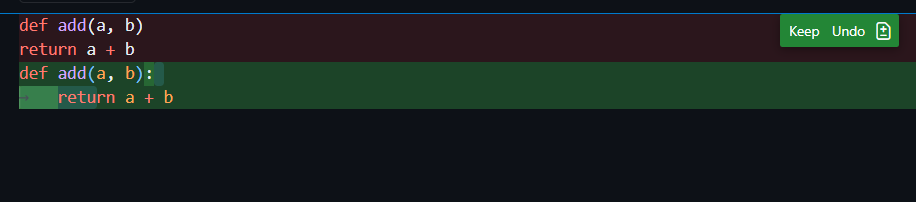 def add(a, b)
return a + b
def add(a, b):
→   return a + b
Keep Undo